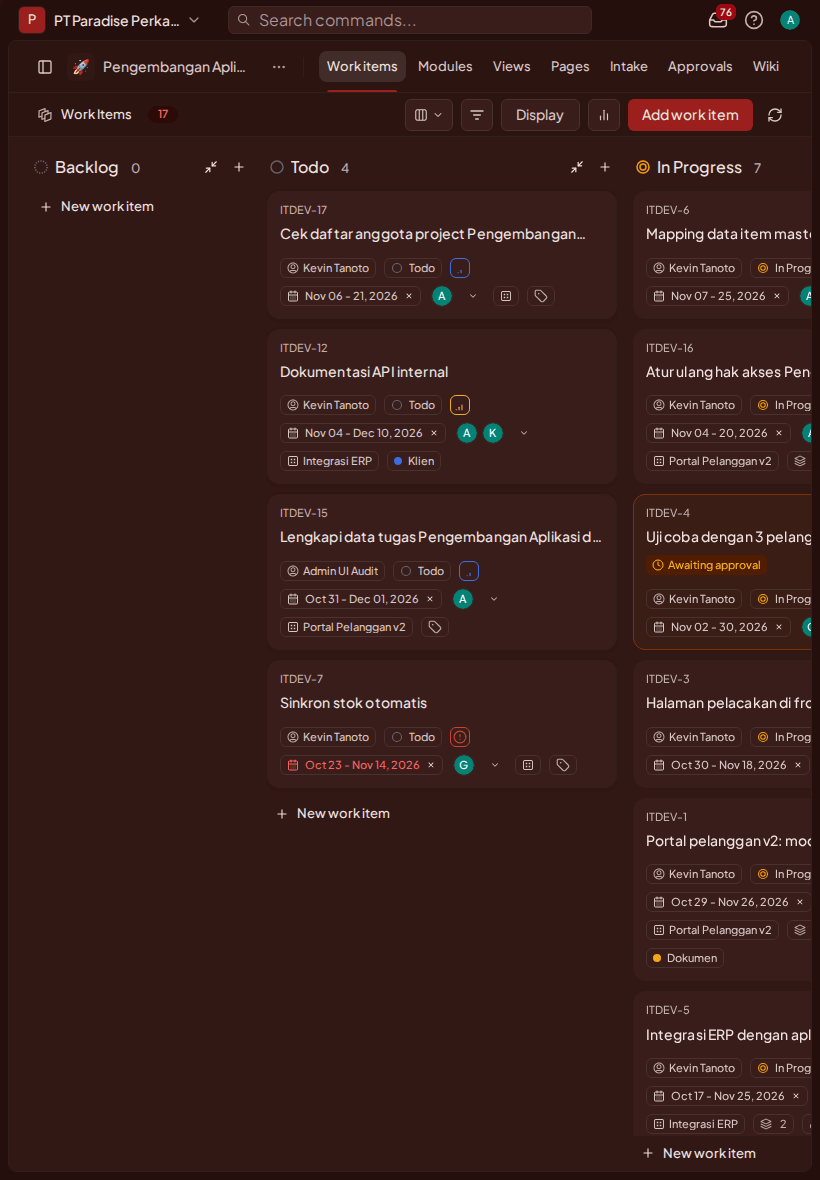 P PT Paradise Perka... Search commands... 76 A
Pengembangan Apli... Work items Modules Views Pages Intake Approvals Wiki
Work Items 17 Display Add work item
Backlog 0
New work item
Todo 4
ITDEV-17
Cek daftar anggota project Pengembangan...
Kevin Tanoto Todo
Nov 06 - 21, 2026 A
ITDEV-12
Dokumentasi API internal
Kevin Tanoto Todo
Nov 04 - Dec 10, 2026 A K
Integrasi ERP Klien
ITDEV-15
Lengkapi data tugas Pengembangan Aplikasi d...
Admin UI Audit Todo
Oct 31 - Dec 01, 2026 A
Portal Pelanggan v2
ITDEV-7
Sinkron stok otomatis
Kevin Tanoto Todo
Oct 23 - Nov 14, 2026 G
New work item
In Progress 7
ITDEV-6
Mapping data item mast
Kevin Tanoto In Prog
Nov 07 - 25, 2026
ITDEV-16
Atur ulang hak akses Pen
Kevin Tanoto In Prog
Nov 04 - 20, 2026
Portal Pelanggan v2
ITDEV-4
Uji coba dengan 3 pelang
Awaiting approval
Kevin Tanoto In Prog
Nov 02 - 30, 2026
ITDEV-3
Halaman pelacakan di fro
Kevin Tanoto In Prog
Oct 30 - Nov 18, 2026
ITDEV-1
Portal pelanggan v2: mod
Kevin Tanoto In Prog
Oct 29 - Nov 26, 2026
Portal Pelanggan v2
Dokumen
ITDEV-5
Integrasi ERP dengan apl
Kevin Tanoto In Prog
Oct 17 - Nov 25, 2026
Integrasi ERP 2
New work item